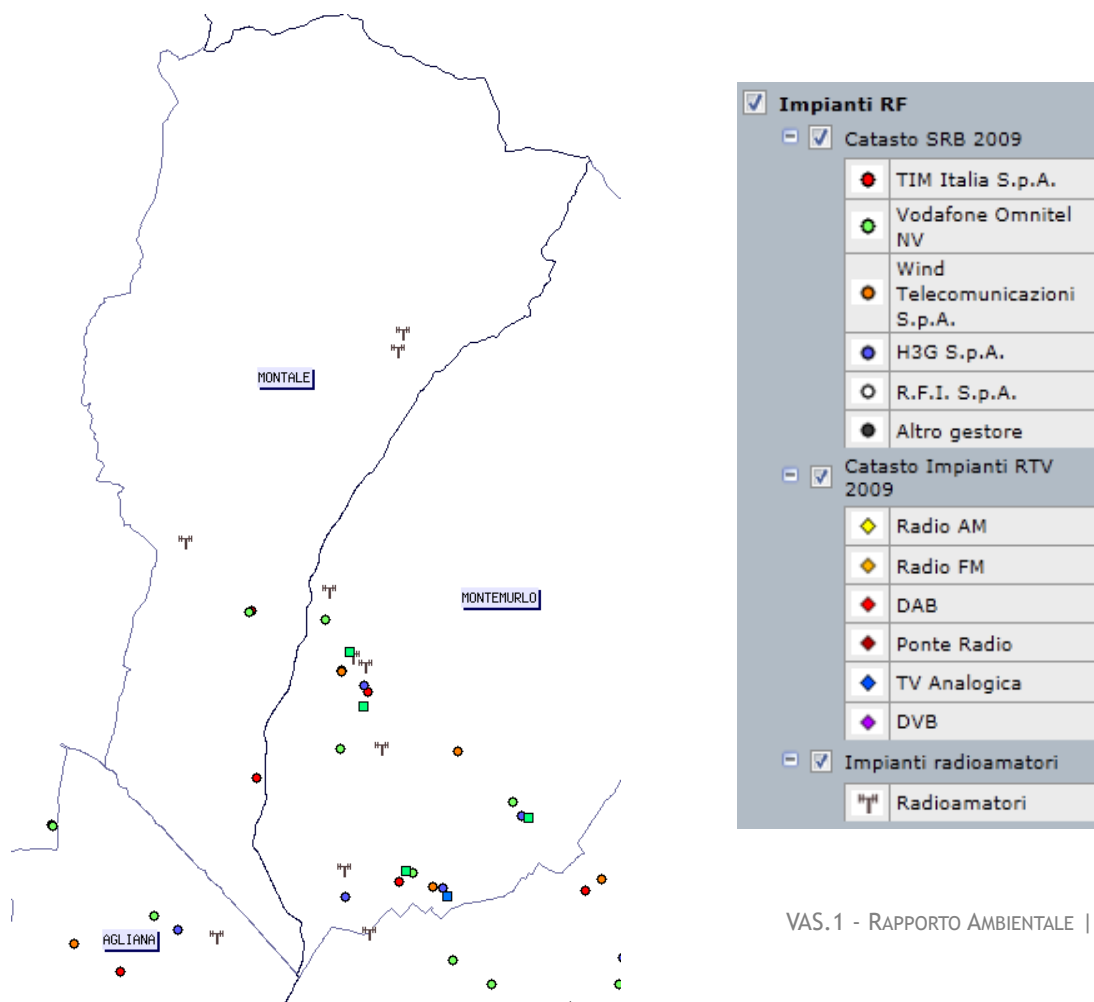 MONTALE
MONTEMURLO
AGLIANA
Impianti RF
Catasto SRB 2009
TIM Italia S.p.A.
Vodafone Omnitel
NV
Wind
Telecomunicazioni
S.p.A.
H3G S.p.A.
R.F.I. S.p.A.
Altro gestore
Catasto Impianti RTV
2009
Radio AM
Radio FM
DAB
Ponte Radio
TV Analogica
DVB
Impianti radioamatori
Radioamatori
VAS.1 - RAPPORTO AMBIENTALE |